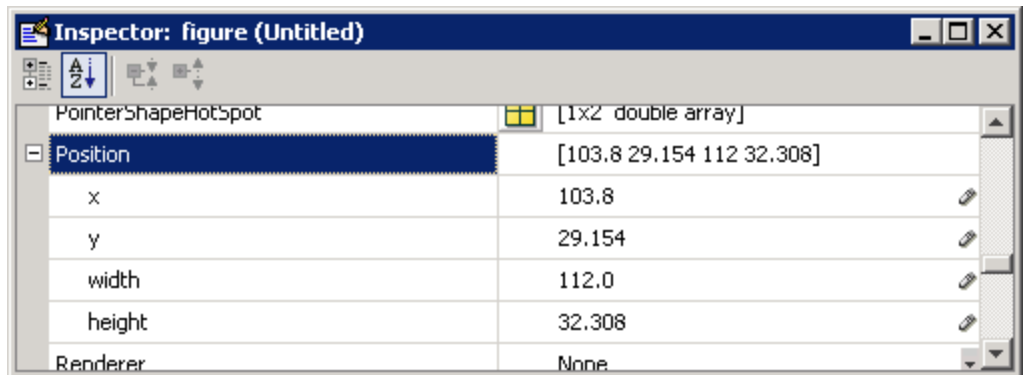 Inspector: figure (Untitled)
PointerShapeHotSpot [1x2 double array]
Position [103.8 29.154 112 32.308]
x 103.8
y 29.154
width 112.0
height 32.308
Renderer None